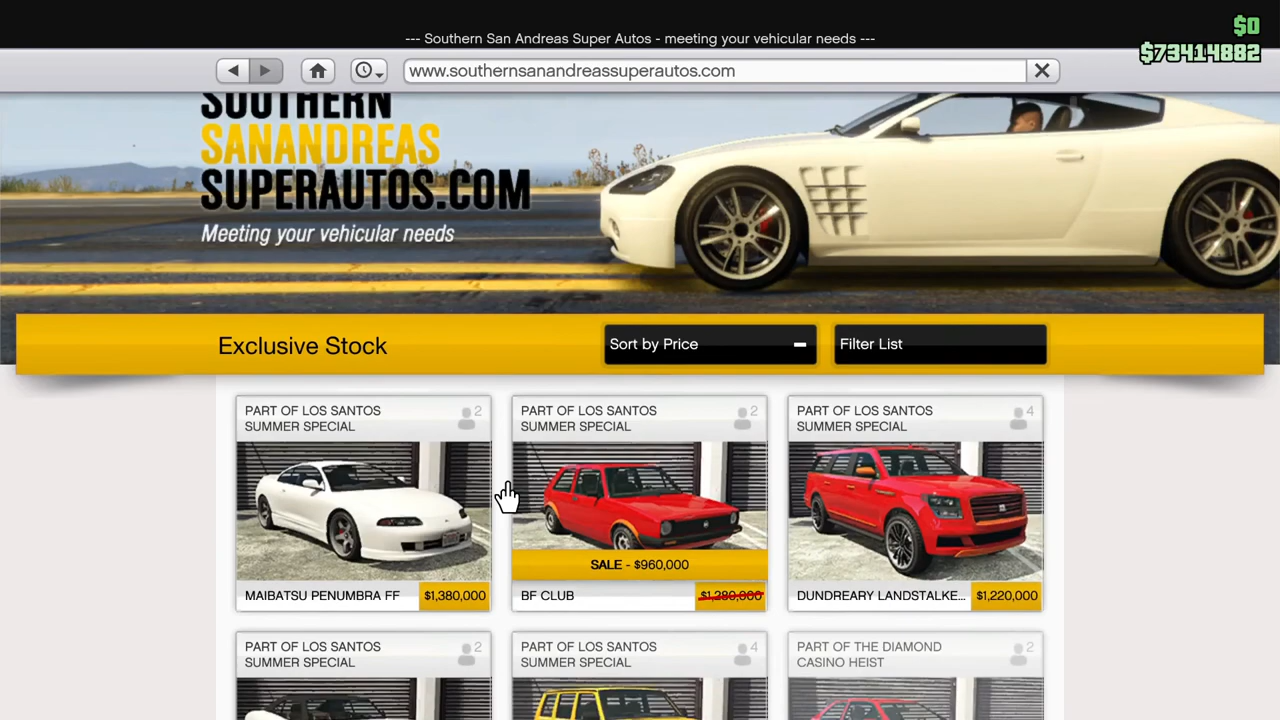 --- Southern San Andreas Super Autos - meeting your vehicular needs ---
$0
$73414882
www.southernsanandreassuperautos.com
SOUTHERN
SANANDREAS
SUPERAUTOS.COM
Meeting your vehicular needs
Exclusive Stock
Sort by Price
Filter List
PART OF LOS SANTOS
SUMMER SPECIAL
2
MAIBATSU PENUMBRA FF
$1,380,000
PART OF LOS SANTOS
SUMMER SPECIAL
2
SALE - $960,000
BF CLUB
$1,280,000
PART OF LOS SANTOS
SUMMER SPECIAL
4
DUNDREARY LANDSTALKE...
$1,220,000
PART OF LOS SANTOS
SUMMER SPECIAL
2
PART OF LOS SANTOS
SUMMER SPECIAL
4
PART OF THE DIAMOND
CASINO HEIST
2